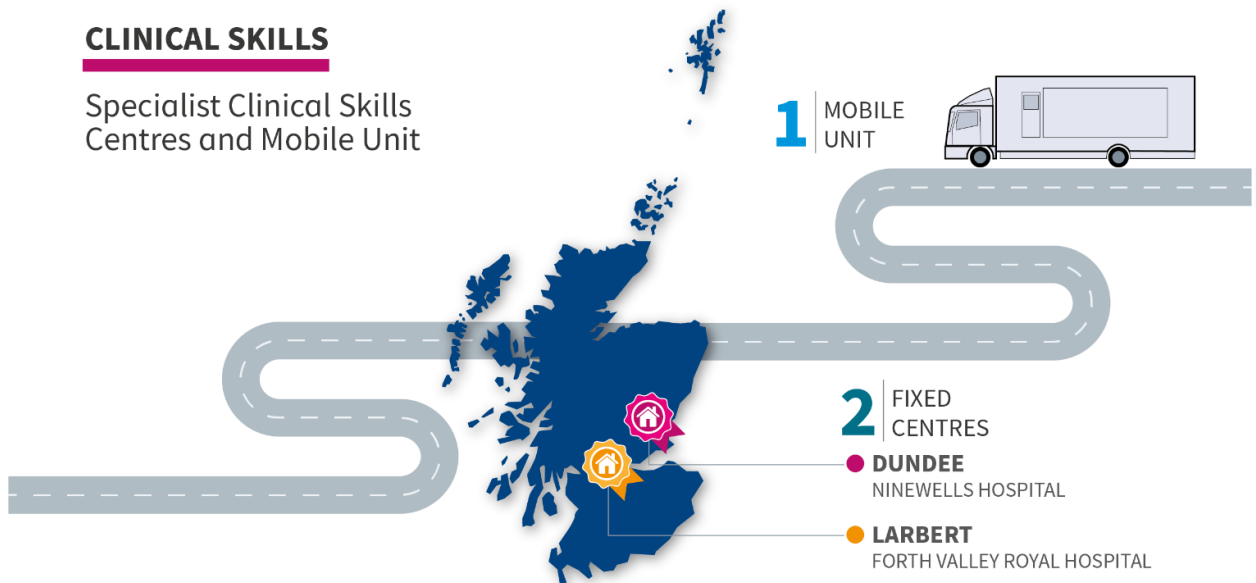 CLINICAL SKILLS
Specialist Clinical Skills
Centres and Mobile Unit
1 MOBILE
UNIT
2 FIXED
CENTRES
DUNDEE
NINEWELLS HOSPITAL
LARBERT
FORTH VALLEY ROYAL HOSPITAL